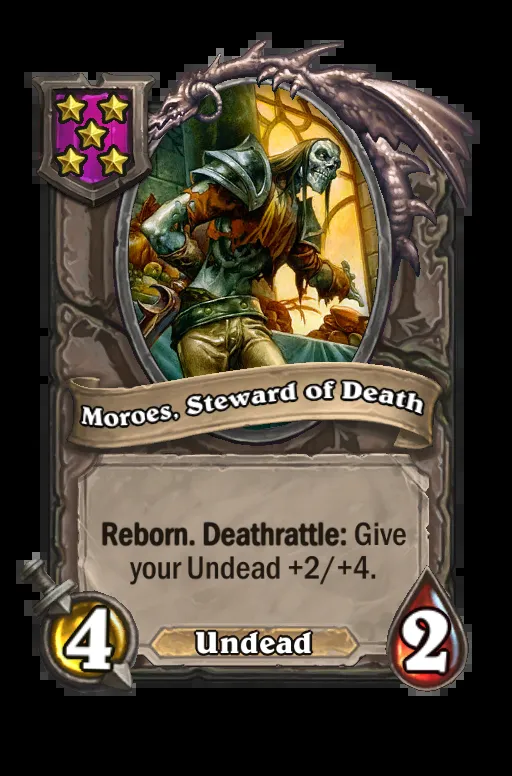 Moroes, Steward of Death
Reborn. Deathrattle: Give
your Undead +2/+4.
4
Undead
2